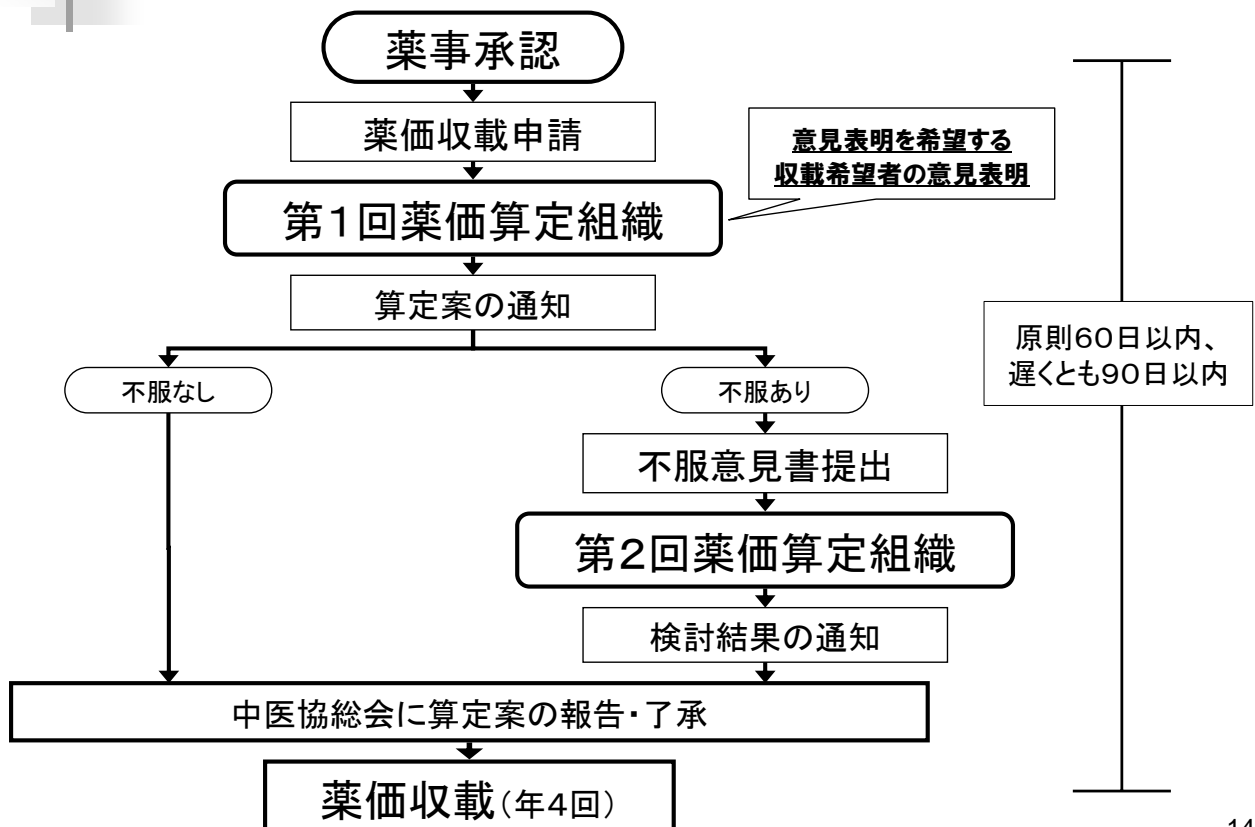 薬事承認
薬価収載申請
意見表明を希望する
収載希望者の意見表明
第1回薬価算定組織
算定案の通知
原則60日以内、
遅くとも90日以内
不服なし
不服あり
不服意見書提出
第2回薬価算定組織
検討結果の通知
中医協総会に算定案の報告・了承
薬価収載（年4回）
14